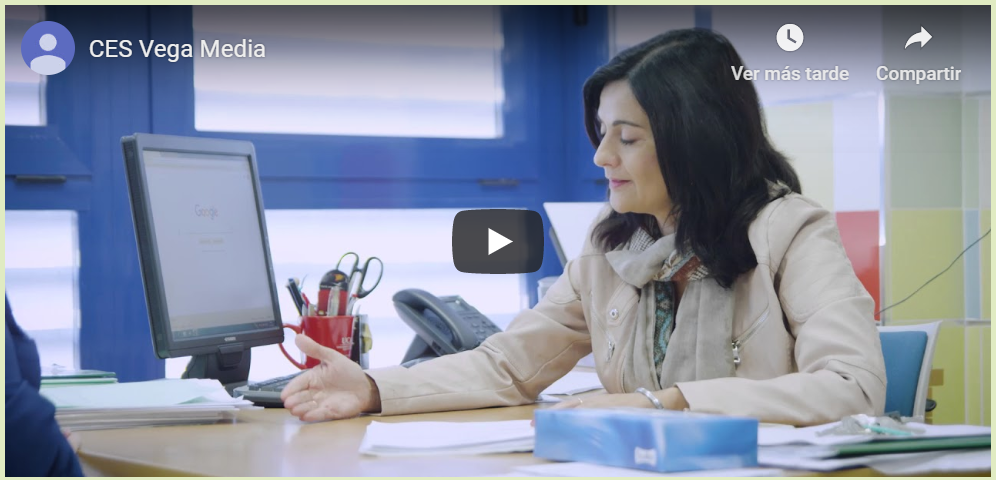 CES Vega Media
Ver más tarde
Compartir
Google